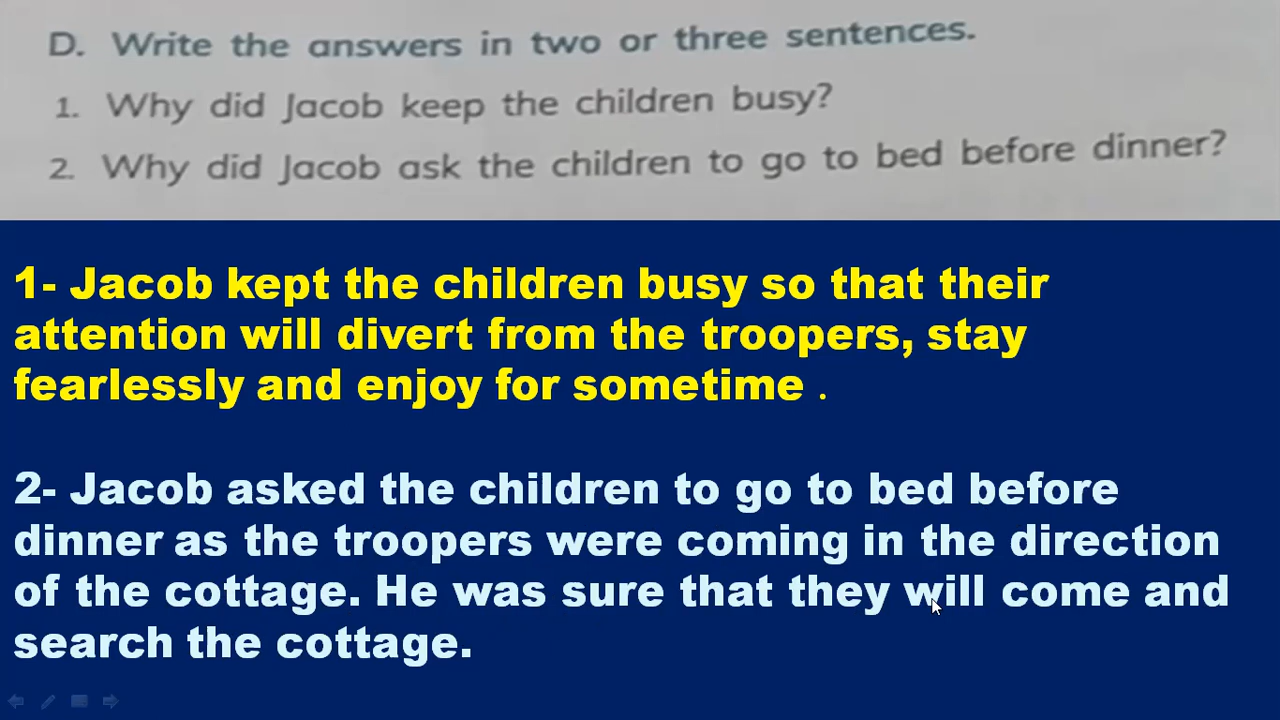 D. Write the answers in two or three sentences.
1. Why did Jacob keep the children busy?
2. Why did Jacob ask the children to go to bed before dinner?
1- Jacob kept the children busy so that their
attention will divert from the troopers, stay
fearlessly and enjoy for sometime .
2- Jacob asked the children to go to bed before
dinner as the troopers were coming in the direction
of the cottage. He was sure that they will come and
search the cottage.